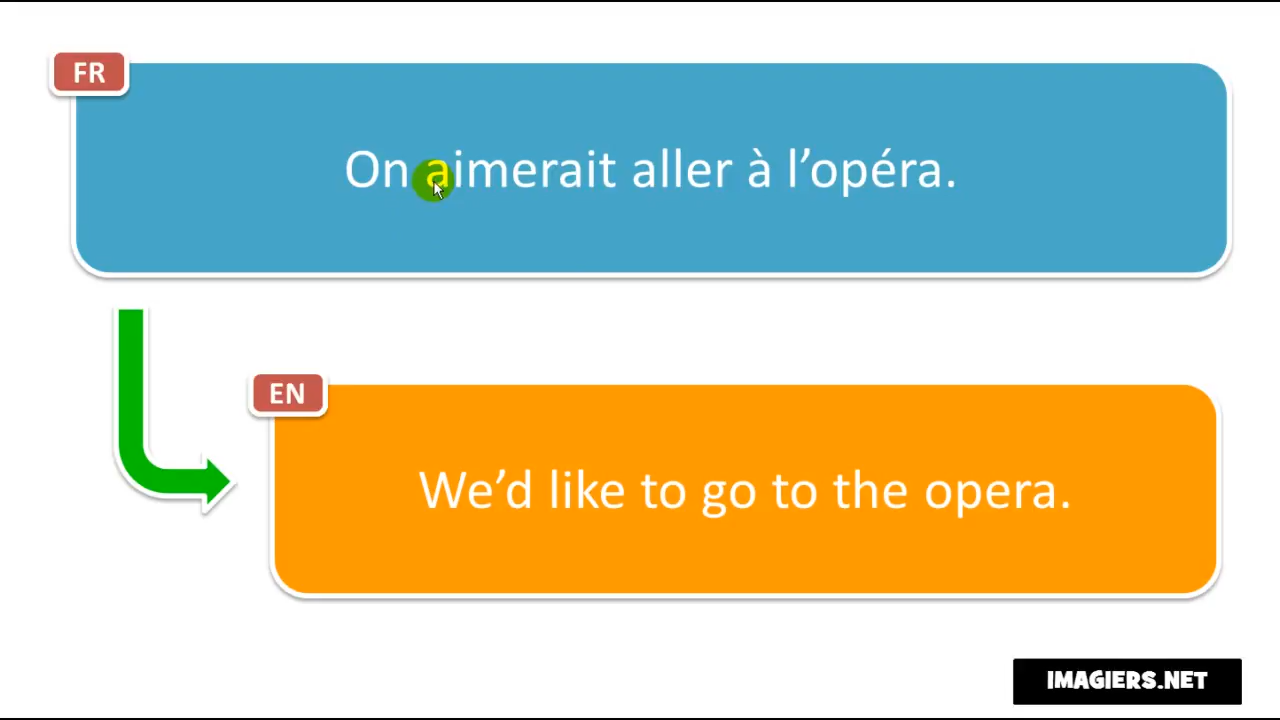 FR
On aimerait aller à l’opéra.
EN
We’d like to go to the opera.
IMAGIERS.NET